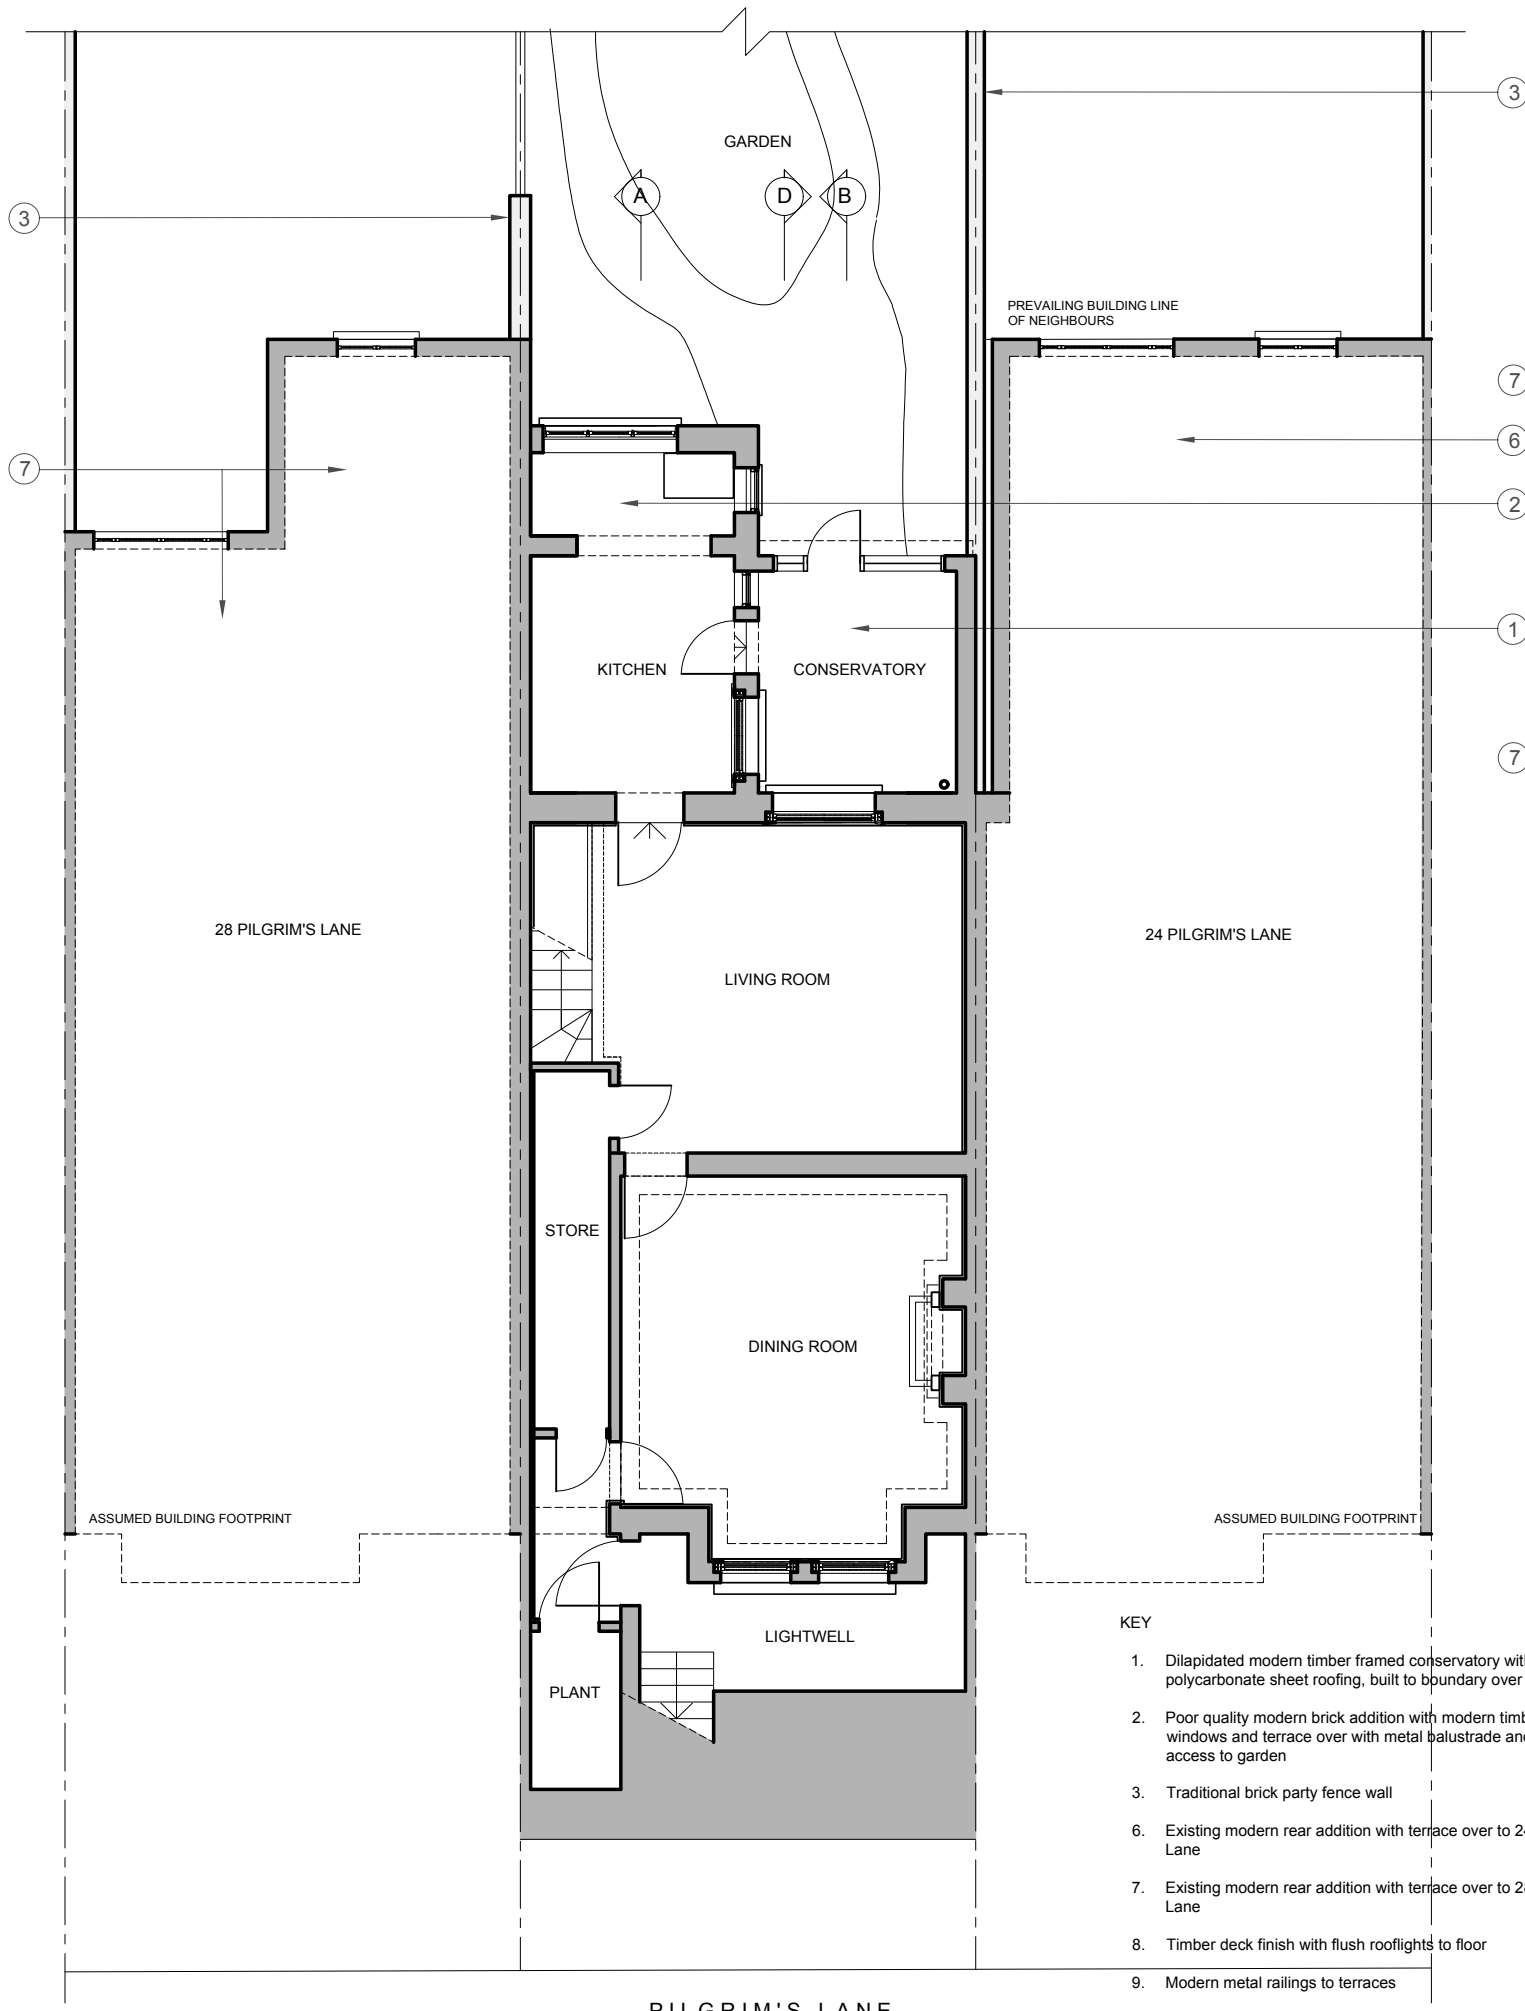 GARDEN
3
A
D
B
3
PREVAILING BUILDING LINE
OF NEIGHBOURS
7
6
7
2
1
KITCHEN
CONSERVATORY
7
28 PILGRIM'S LANE
24 PILGRIM'S LANE
LIVING ROOM
STORE
DINING ROOM
ASSUMED BUILDING FOOTPRINT
ASSUMED BUILDING FOOTPRINT
LIGHTWELL
PLANT
KEY
1. Dilapidated modern timber framed conservatory
polycarbonate sheet roofing, built to boundary over
2. Poor quality modern brick addition with modern
windows and terrace over with metal balustrade
access to garden
3. Traditional brick party fence wall
6. Existing modern rear addition with terrace over to
Lane
7. Existing modern rear addition with terrace over to
Lane
8. Timber deck finish with flush rooflights to floor
9. Modern metal railings to terraces
PILGRIM'S LANE